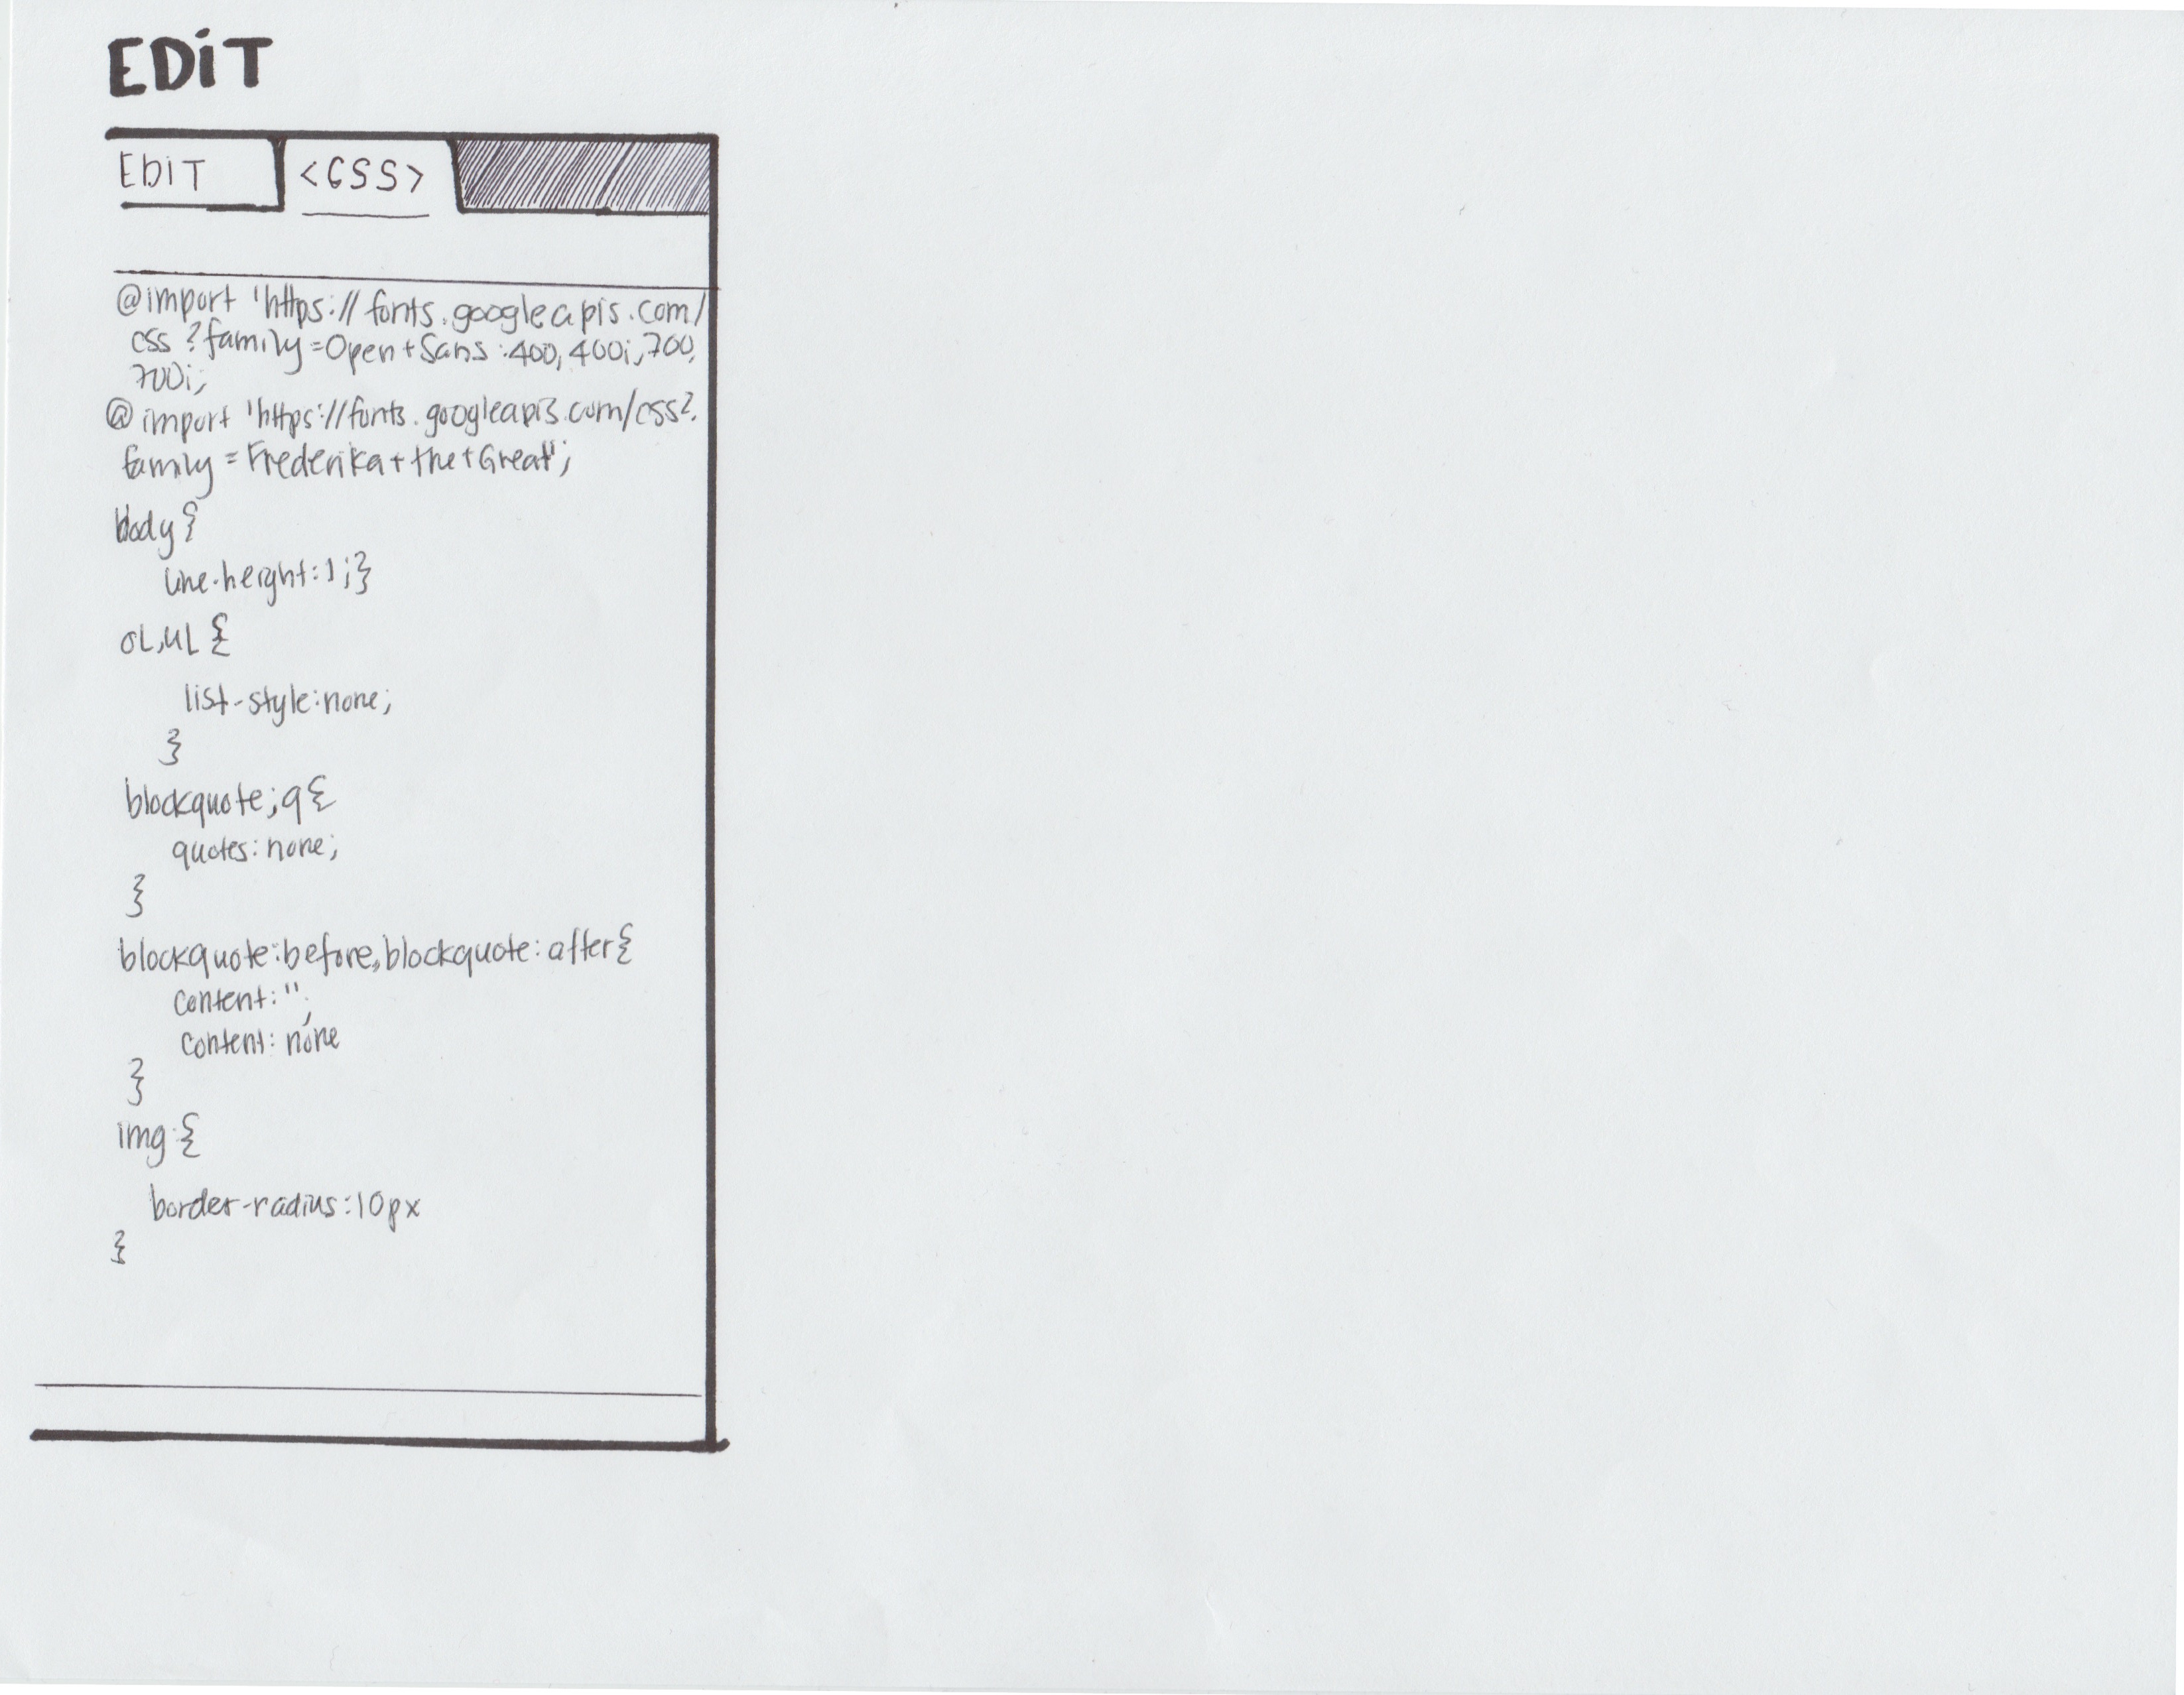 EDiT
EDIT
<CSS>
@import 'https://fonts.googleapis.com/
css?family=Open+Sans:400,400i,700,
700i;
@import 'https://fonts.googleapis.com/css?
family=Frederika+the+Great';
body{
line-height:1;}
oL,uL{
list-style:none;
}
blockquote;q{
quotes:none;
}
blockquote:before,blockquote:after{
content:'';
content:none
}
img{
border-radius:10px
}